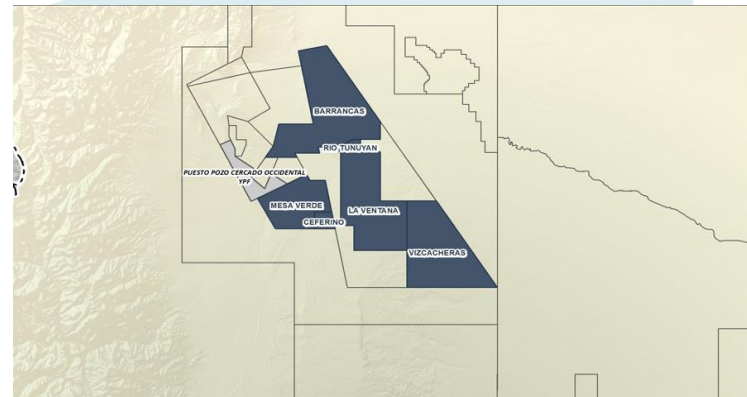 BARRANCAS
RIO TUNUYAN
PUESTO POZO CERCADO OCCIDENTAL
YPF
MESA VERDE
LA VENTANA
CEFERINO
VIZCACHERAS